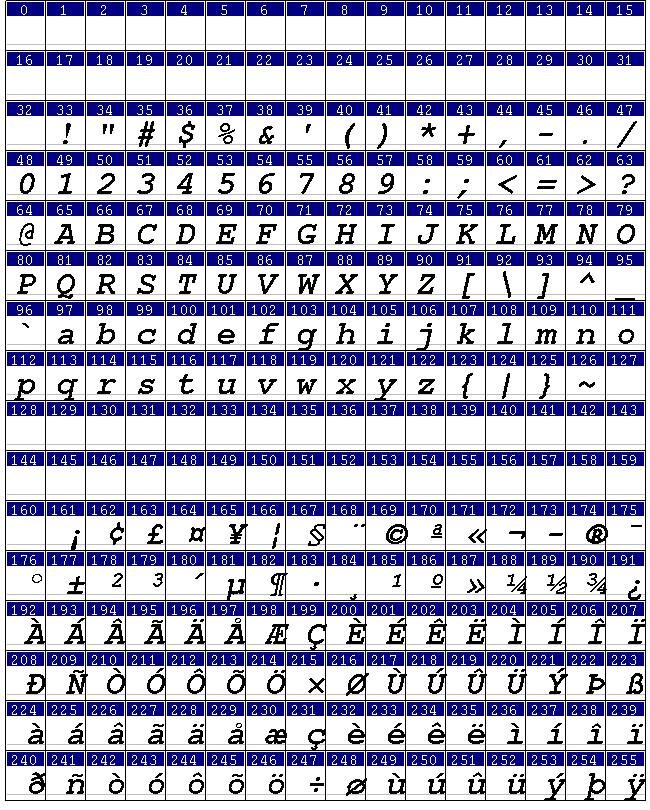 0 1 2 3 4 5 6 7 8 9 10 11 12 13 14 15
16 17 18 19 20 21 22 23 24 25 26 27 28 29 30 31
32 33 34 35 36 37 38 39 40 41 42 43 44 45 46 47
! " # $ % & ' ( ) * + , - . /
48 49 50 51 52 53 54 55 56 57 58 59 60 61 62 63
0 1 2 3 4 5 6 7 8 9 : ; < = > ?
64 65 66 67 68 69 70 71 72 73 74 75 76 77 78 79
@ A B C D E F G H I J K L M N O
80 81 82 83 84 85 86 87 88 89 90 91 92 93 94 95
P Q R S T U V W X Y Z [ \ ] ^ _
96 97 98 99 100 101 102 103 104 105 106 107 108 109 110 111
` a b c d e f g h i j k l m n o
112 113 114 115 116 117 118 119 120 121 122 123 124 125 126 127
p q r s t u v w x y z { | } ~
128 129 130 131 132 133 134 135 136 137 138 139 140 141 142 143
144 145 146 147 148 149 150 151 152 153 154 155 156 157 158 159
160 161 162 163 164 165 166 167 168 169 170 171 172 173 174 175
¡ ¢ £ ¤ ¥ ¦ § ¨ © ª « ¬ - ® ¯
176 177 178 179 180 181 182 183 184 185 186 187 188 189 190 191
° ± ² ³ ´ µ ¶ · ¸ ¹ º » ¼ ½ ¾ ¿
192 193 194 195 196 197 198 199 200 201 202 203 204 205 206 207
À Á Â Ã Ä Å Æ Ç È É Ê Ë Ì Í Î Ï
208 209 210 211 212 213 214 215 216 217 218 219 220 221 222 223
Ð Ñ Ò Ó Ô Õ Ö × Ø Ù Ú Û Ü Ý Þ ß
224 225 226 227 228 229 230 231 232 233 234 235 236 237 238 239
à á â ã ä å æ ç è é ê ë ì í î ï
240 241 242 243 244 245 246 247 248 249 250 251 252 253 254 255
ð ñ ò ó ô õ ö ÷ ø ù ú û ü ý þ ÿ